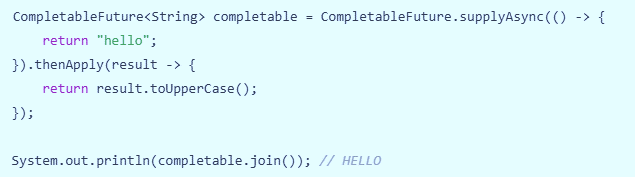 CompletableFuture<String> completable = CompletableFuture.supplyAsync(() -> {
    return "hello";
}).thenApply(result -> {
    return result.toUpperCase();
});

System.out.println(completable.join()); // HELLO